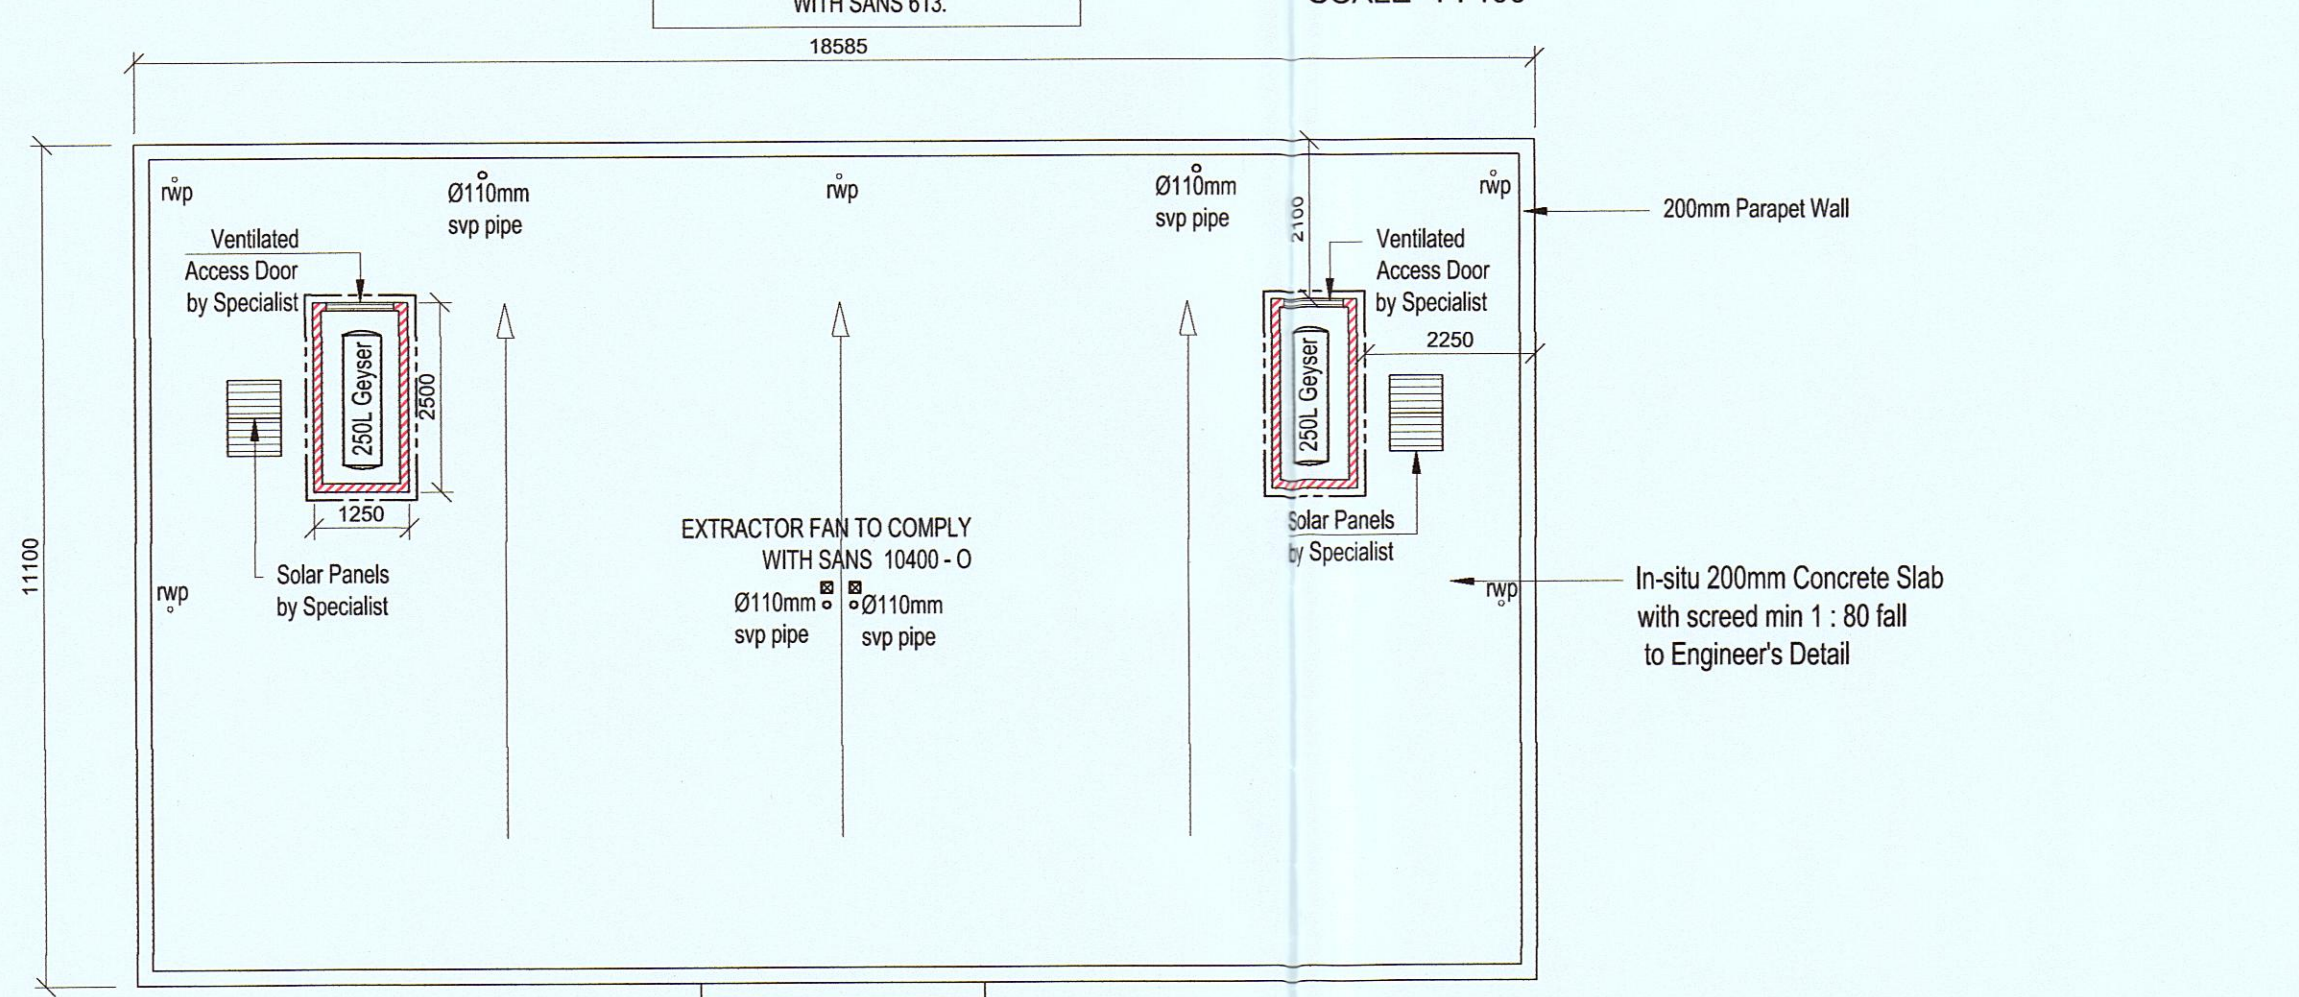 WITH SANS 613.
18585
rwp
Ø110mm
svp pipe
rwp
Ø110mm
svp pipe
rwp
200mm Parapet Wall
2100
Ventilated
Access Door
by Specialist
Ventilated
Access Door
by Specialist
250L Geyser
2500
1250
250L Geyser
2250
11100
Solar Panels
by Specialist
EXTRACTOR FAN TO COMPLY
WITH SANS 10400 - O
Solar Panels
by Specialist
rwp
Ø110mm
svp pipe
Ø110mm
svp pipe
rwp
In-situ 200mm Concrete Slab
with screed min 1 : 80 fall
to Engineer's Detail